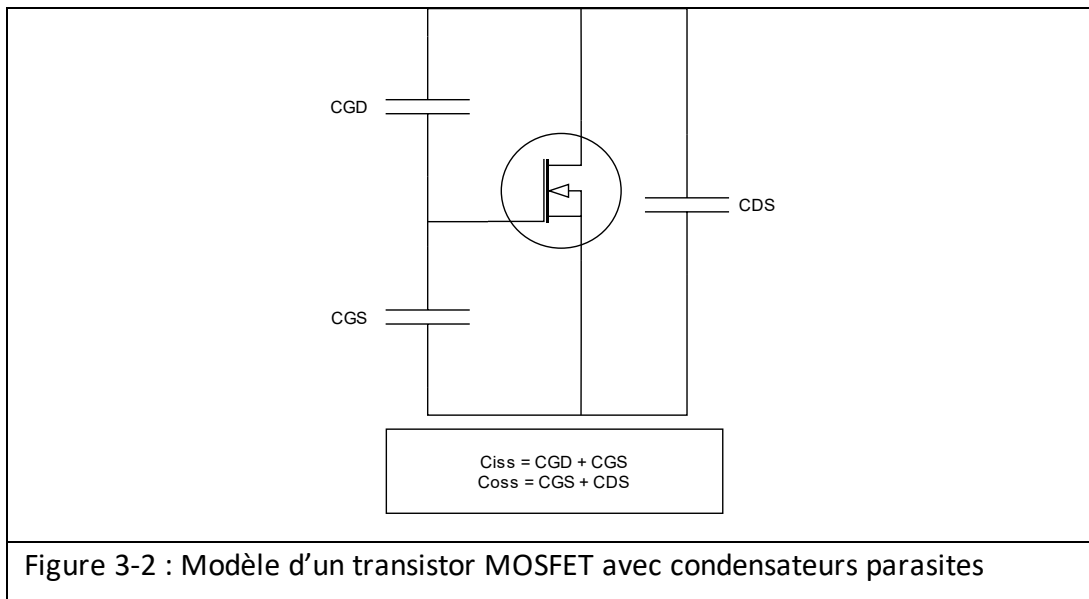 CGD
CDS
CGS
Ciss = CGD + CGS
Coss = CGS + CDS
Figure 3-2 : Modèle d’un transistor MOSFET avec condensateurs parasites